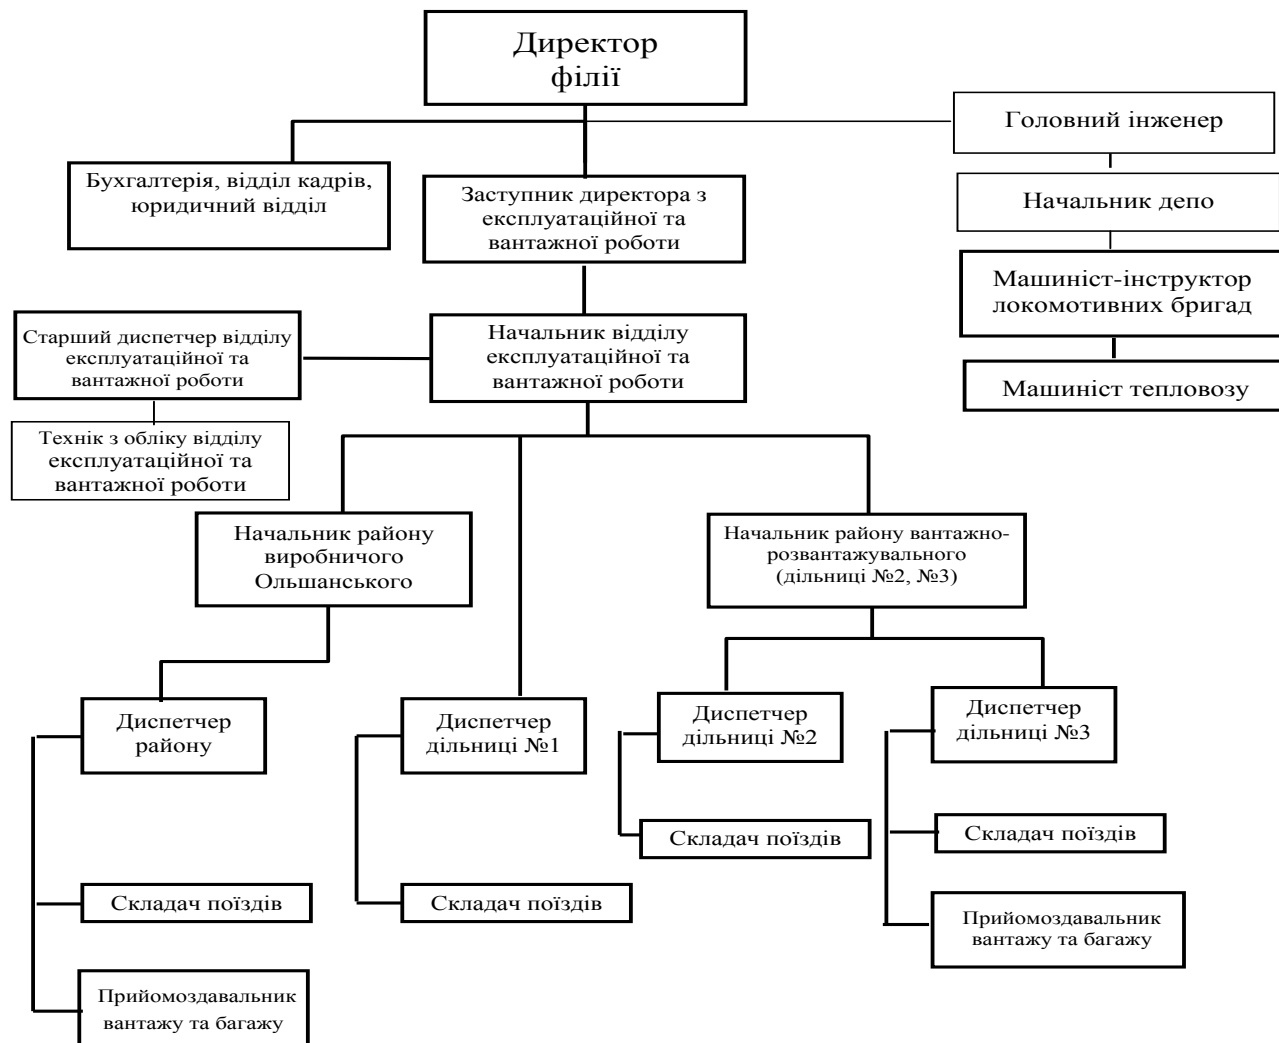 Директор
філії
Головний інженер
Бухгалтерія, відділ кадрів,
юридичний відділ
Заступник директора з
експлуатаційної та
вантажної роботи
Начальник депо
Машиніст-інструктор
локомотивних бригад
Старший диспетчер відділу
експлуатаційної та
вантажної роботи
Начальник відділу
експлуатаційної та
вантажної роботи
Машиніст тепловозу
Технік з обліку відділу
експлуатаційної та
вантажної роботи
Начальник району
виробничого
Ольшанського
Начальник району вантажно-
розвантажувального
(дільниці №2, №3)
Диспетчер
району
Диспетчер
дільниці №1
Диспетчер
дільниці №2
Диспетчер
дільниці №3
Складач поїздів
Складач поїздів
Складач поїздів
Складач поїздів
Прийомоздавальник
вантажу та багажу
Прийомоздавальник
вантажу та багажу